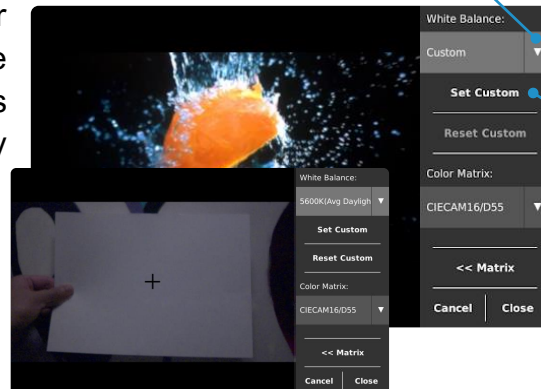 r
e
s
y
White Balance:
Custom
Set Custom
Reset Custom
Color Matrix:
CIECAM16/D55
<< Matrix
Cancel
Close
White Balance:
5600K(Avg Dayligh
Set Custom
Reset Custom
Color Matrix:
CIECAM16/D55
<< Matrix
Cancel
Close